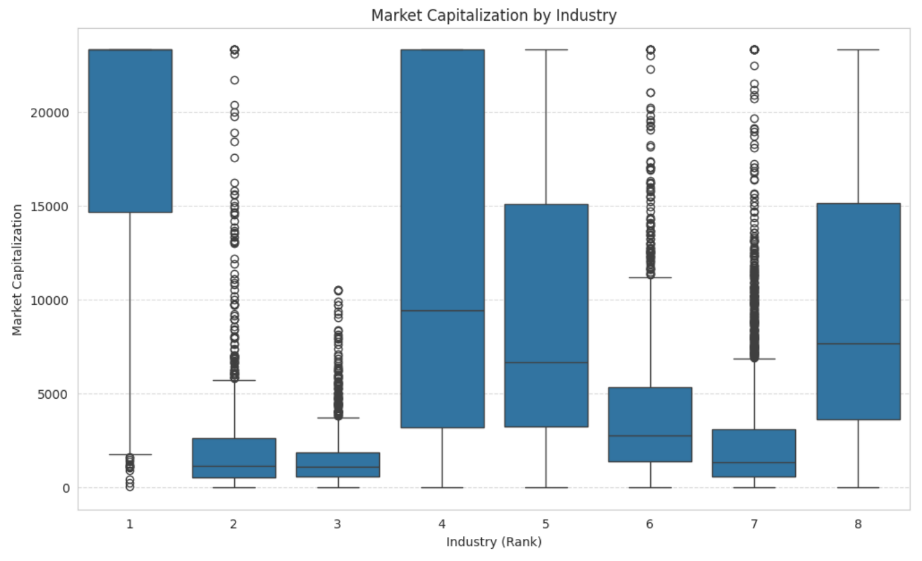 Market Capitalization by Industry
Market Capitalization
20000
15000
10000
5000
0
1 2 3 4 5 6 7 8
Industry (Rank)